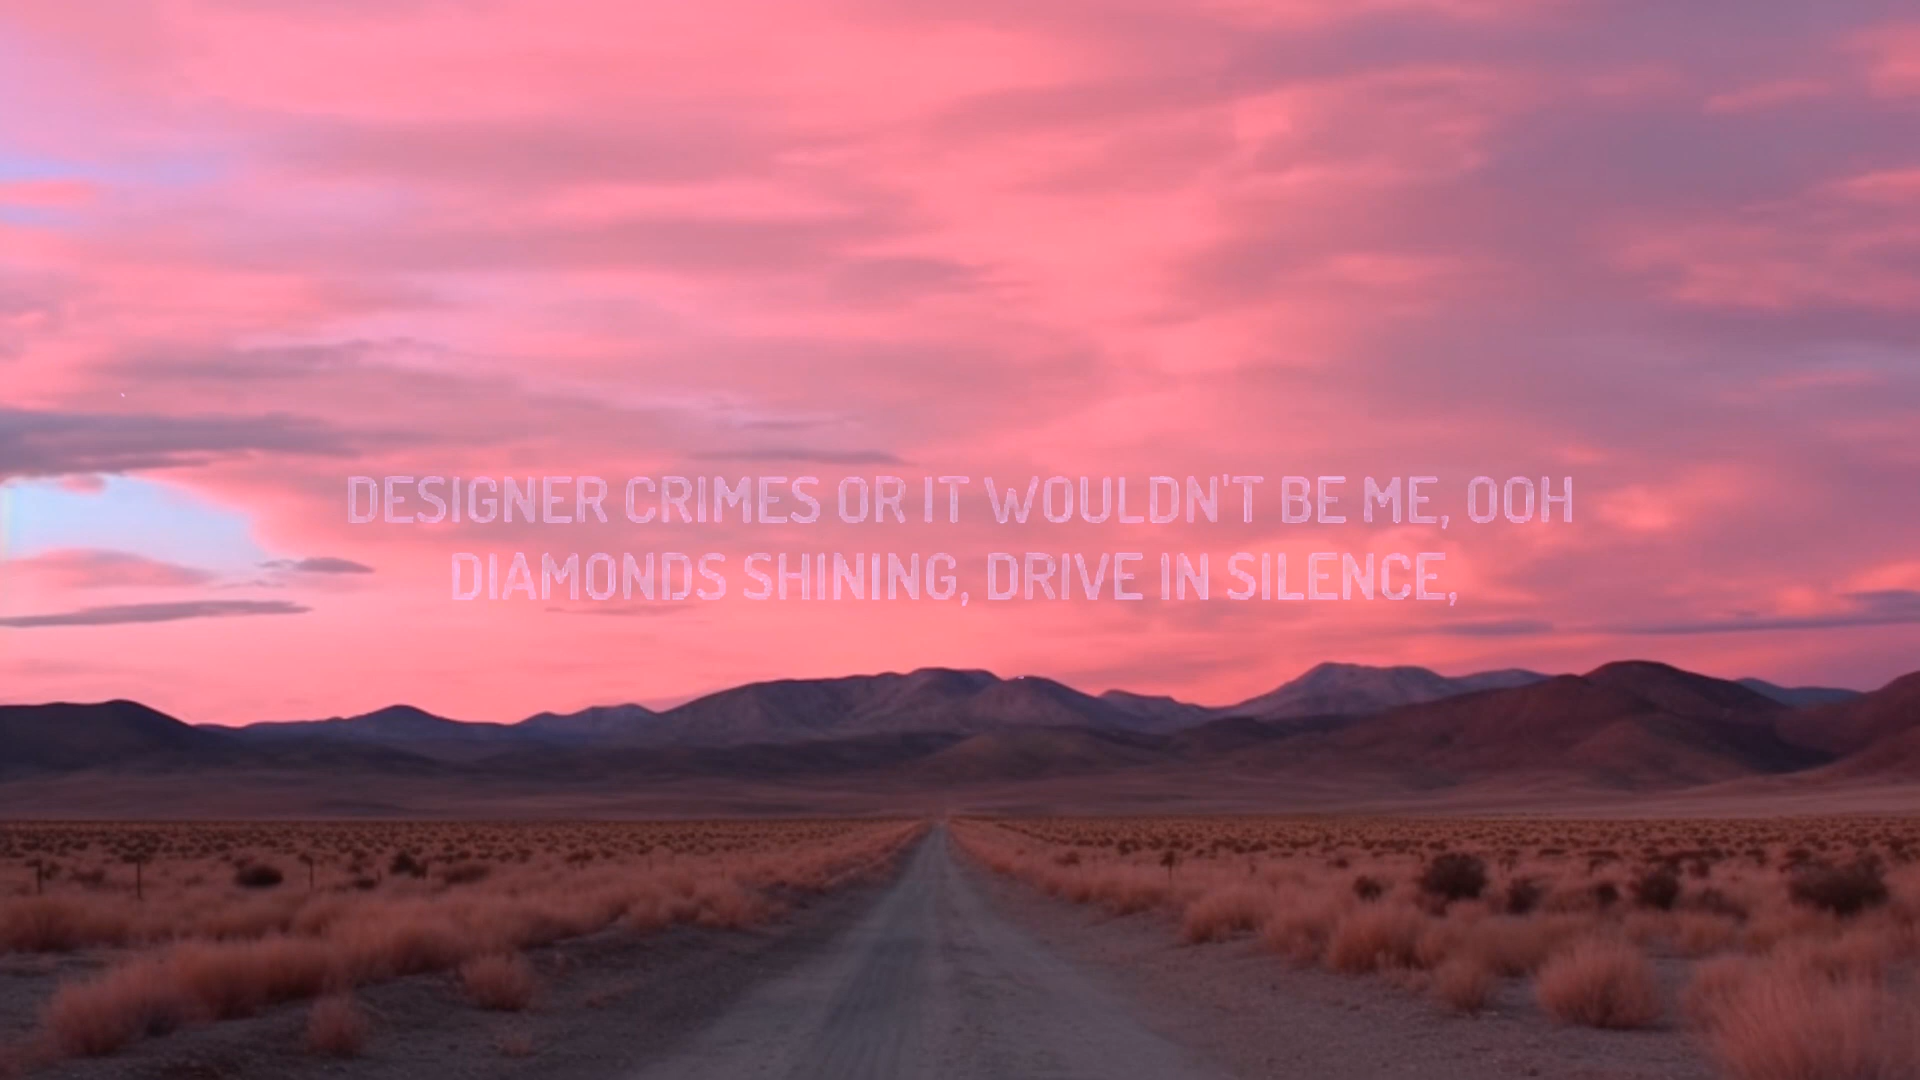 DESIGNER CRIMES OR IT WOULDN'T BE ME, OOH
DIAMONDS SHINING, DRIVE IN SILENCE,